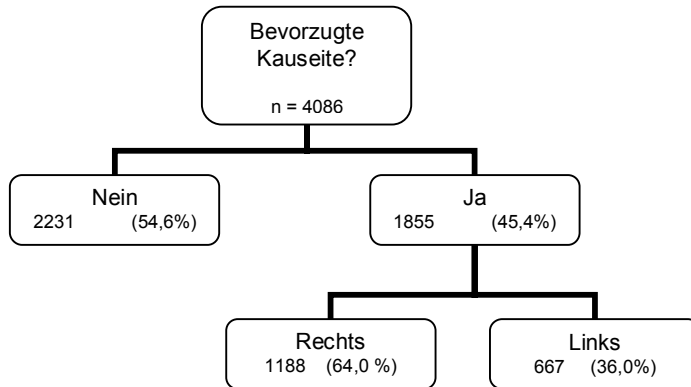 Bevorzugte
Kauseite?
n = 4086
Nein
2231 (54,6%)
Ja
1855 (45,4%)
Rechts
1188 (64,0 %)
Links
667 (36,0%)